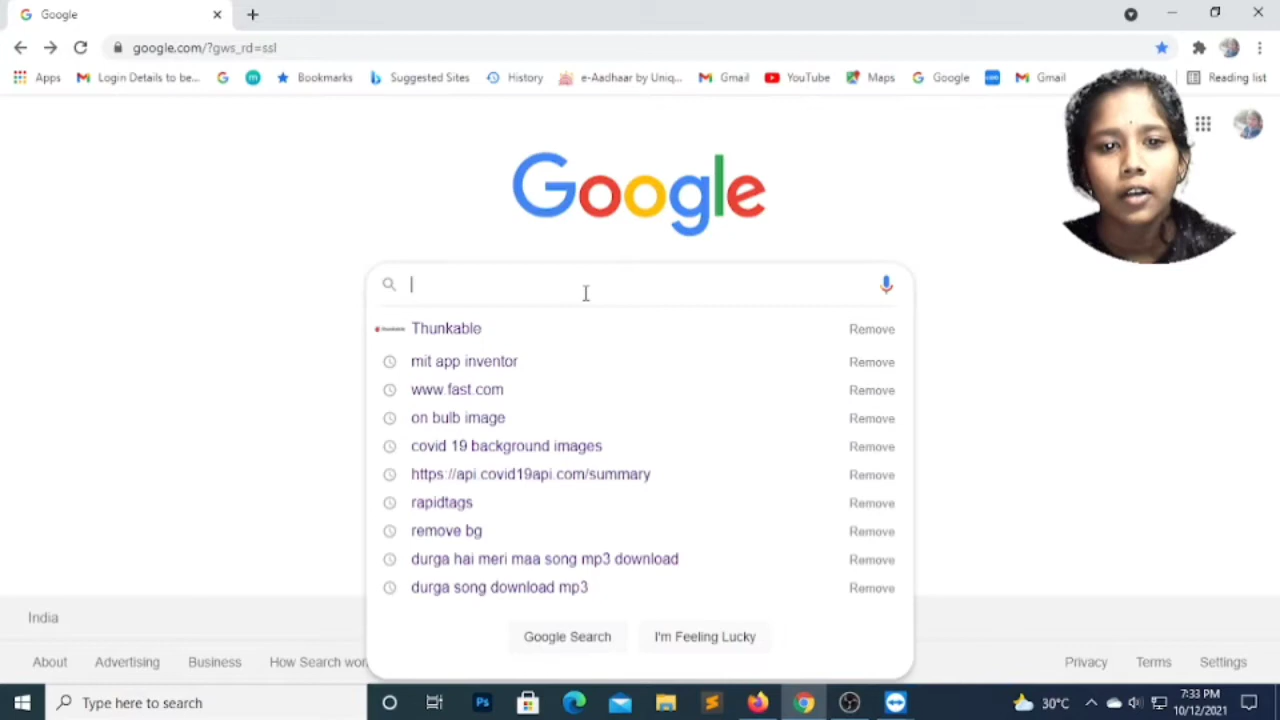 Google
google.com/?gws_rd=ssl
Apps
Login Details to be...
Bookmarks
Suggested Sites
History
e-Aadhaar by Uniq...
Gmail
YouTube
Maps
Google
Gmail
Reading list
Google
Thunkable Remove
mit app inventor Remove
www.fast.com Remove
on bulb image Remove
covid 19 background images Remove
https://api.covid19api.com/summary Remove
rapidtags Remove
remove bg Remove
durga hai meri maa song mp3 download Remove
durga song download mp3 Remove
Google Search
I'm Feeling Lucky
India
About
Advertising
Business
How Search wor
Privacy
Terms
Settings
Type here to search
Ps
30°C
7:33 PM
10/12/2021